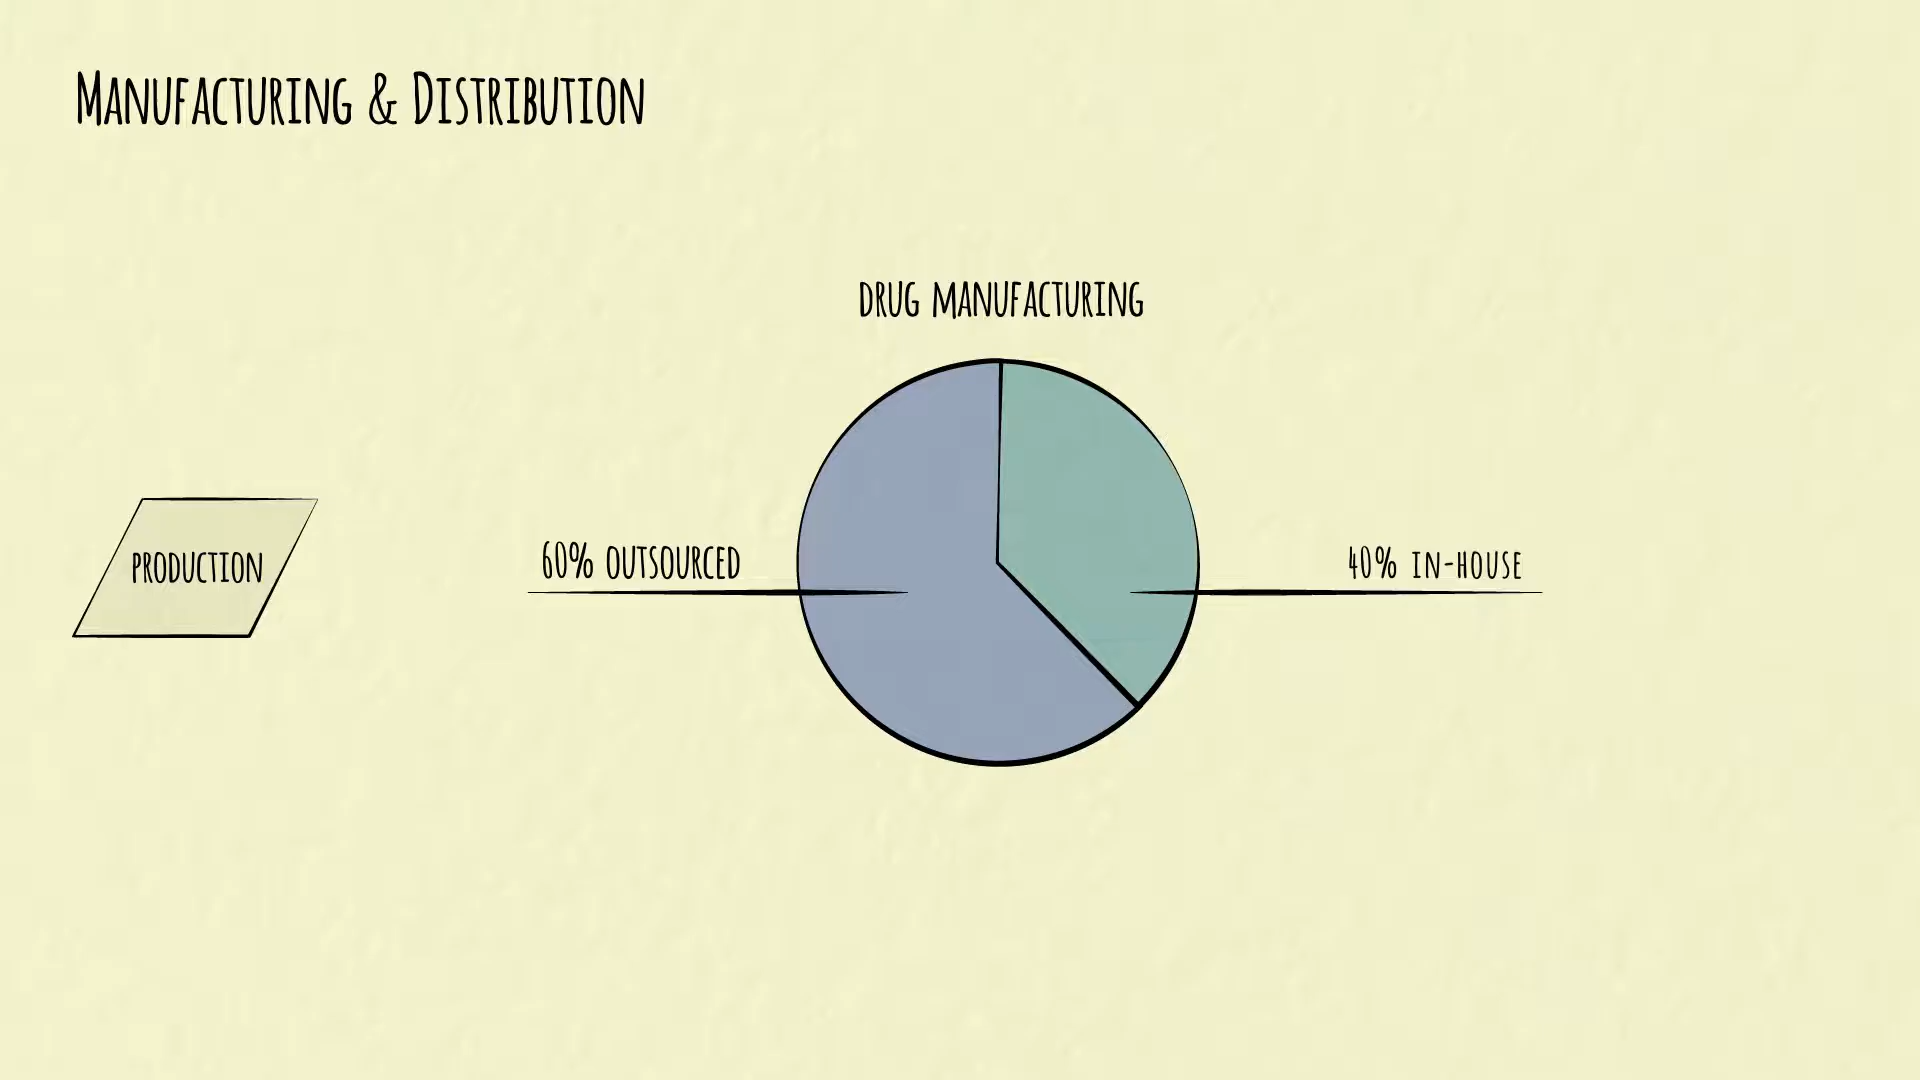 Manufacturing & Distribution
DRUG MANUFACTURING
PRODUCTION
60% OUTSOURCED
40% IN-HOUSE